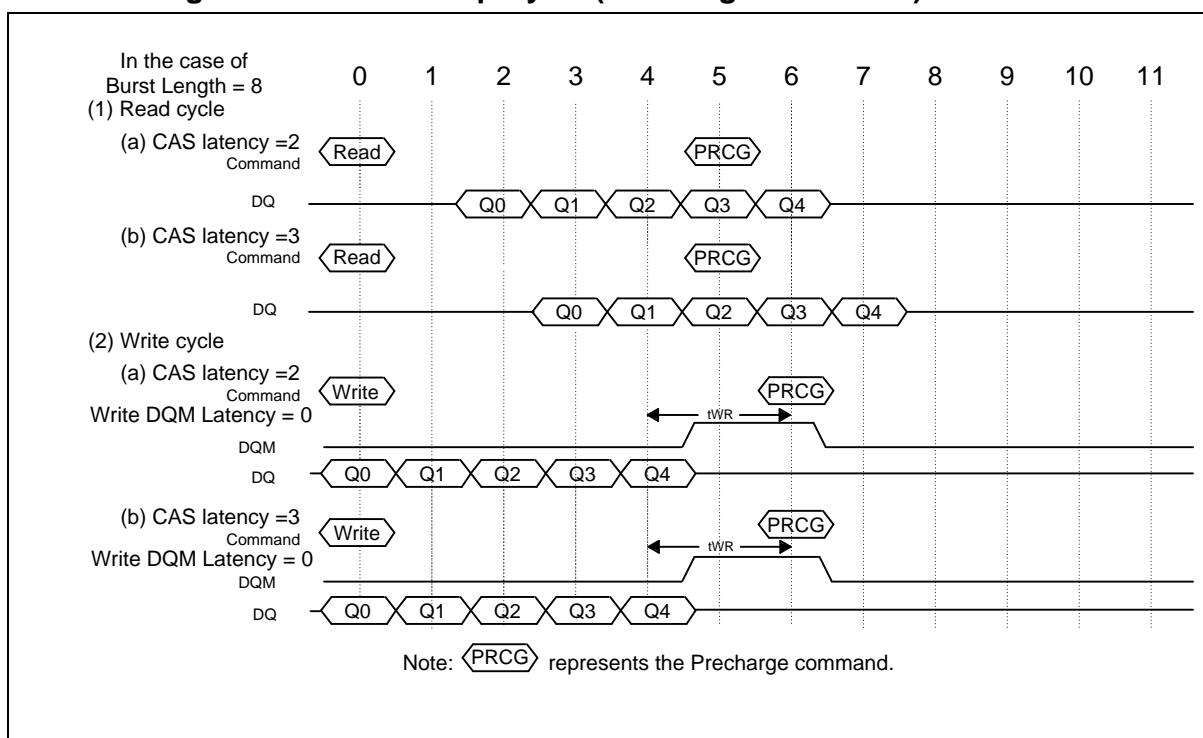 In the case of
Burst Length = 8
0 1 2 3 4 5 6 7 8 9 10 11
(1) Read cycle
(a) CAS latency =2
Command Read PRCG
DQ Q0 Q1 Q2 Q3 Q4
(b) CAS latency =3
Command Read PRCG
DQ Q0 Q1 Q2 Q3 Q4
(2) Write cycle
(a) CAS latency =2
Command Write PRCG
Write DQM Latency = 0 tWR
DQM
DQ Q0 Q1 Q2 Q3 Q4
(b) CAS latency =3
Command Write PRCG
Write DQM Latency = 0 tWR
DQM
DQ Q0 Q1 Q2 Q3 Q4
Note: PRCG represents the Precharge command.